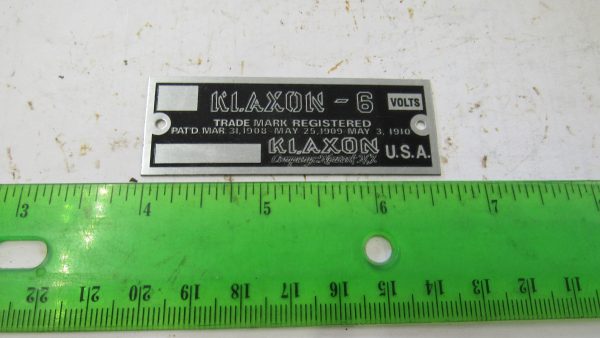 KLAXON - 6 VOLTS
TRADE MARK REGISTERED
PAT'D MAR. 31, 1908 - MAY 25, 1909 - MAY 3, 1910
KLAXON U.S.A.
Company Newark N.J.
3 4 5 6 7 8
22 21 20 19 18 17 16 15 14 13 12 11